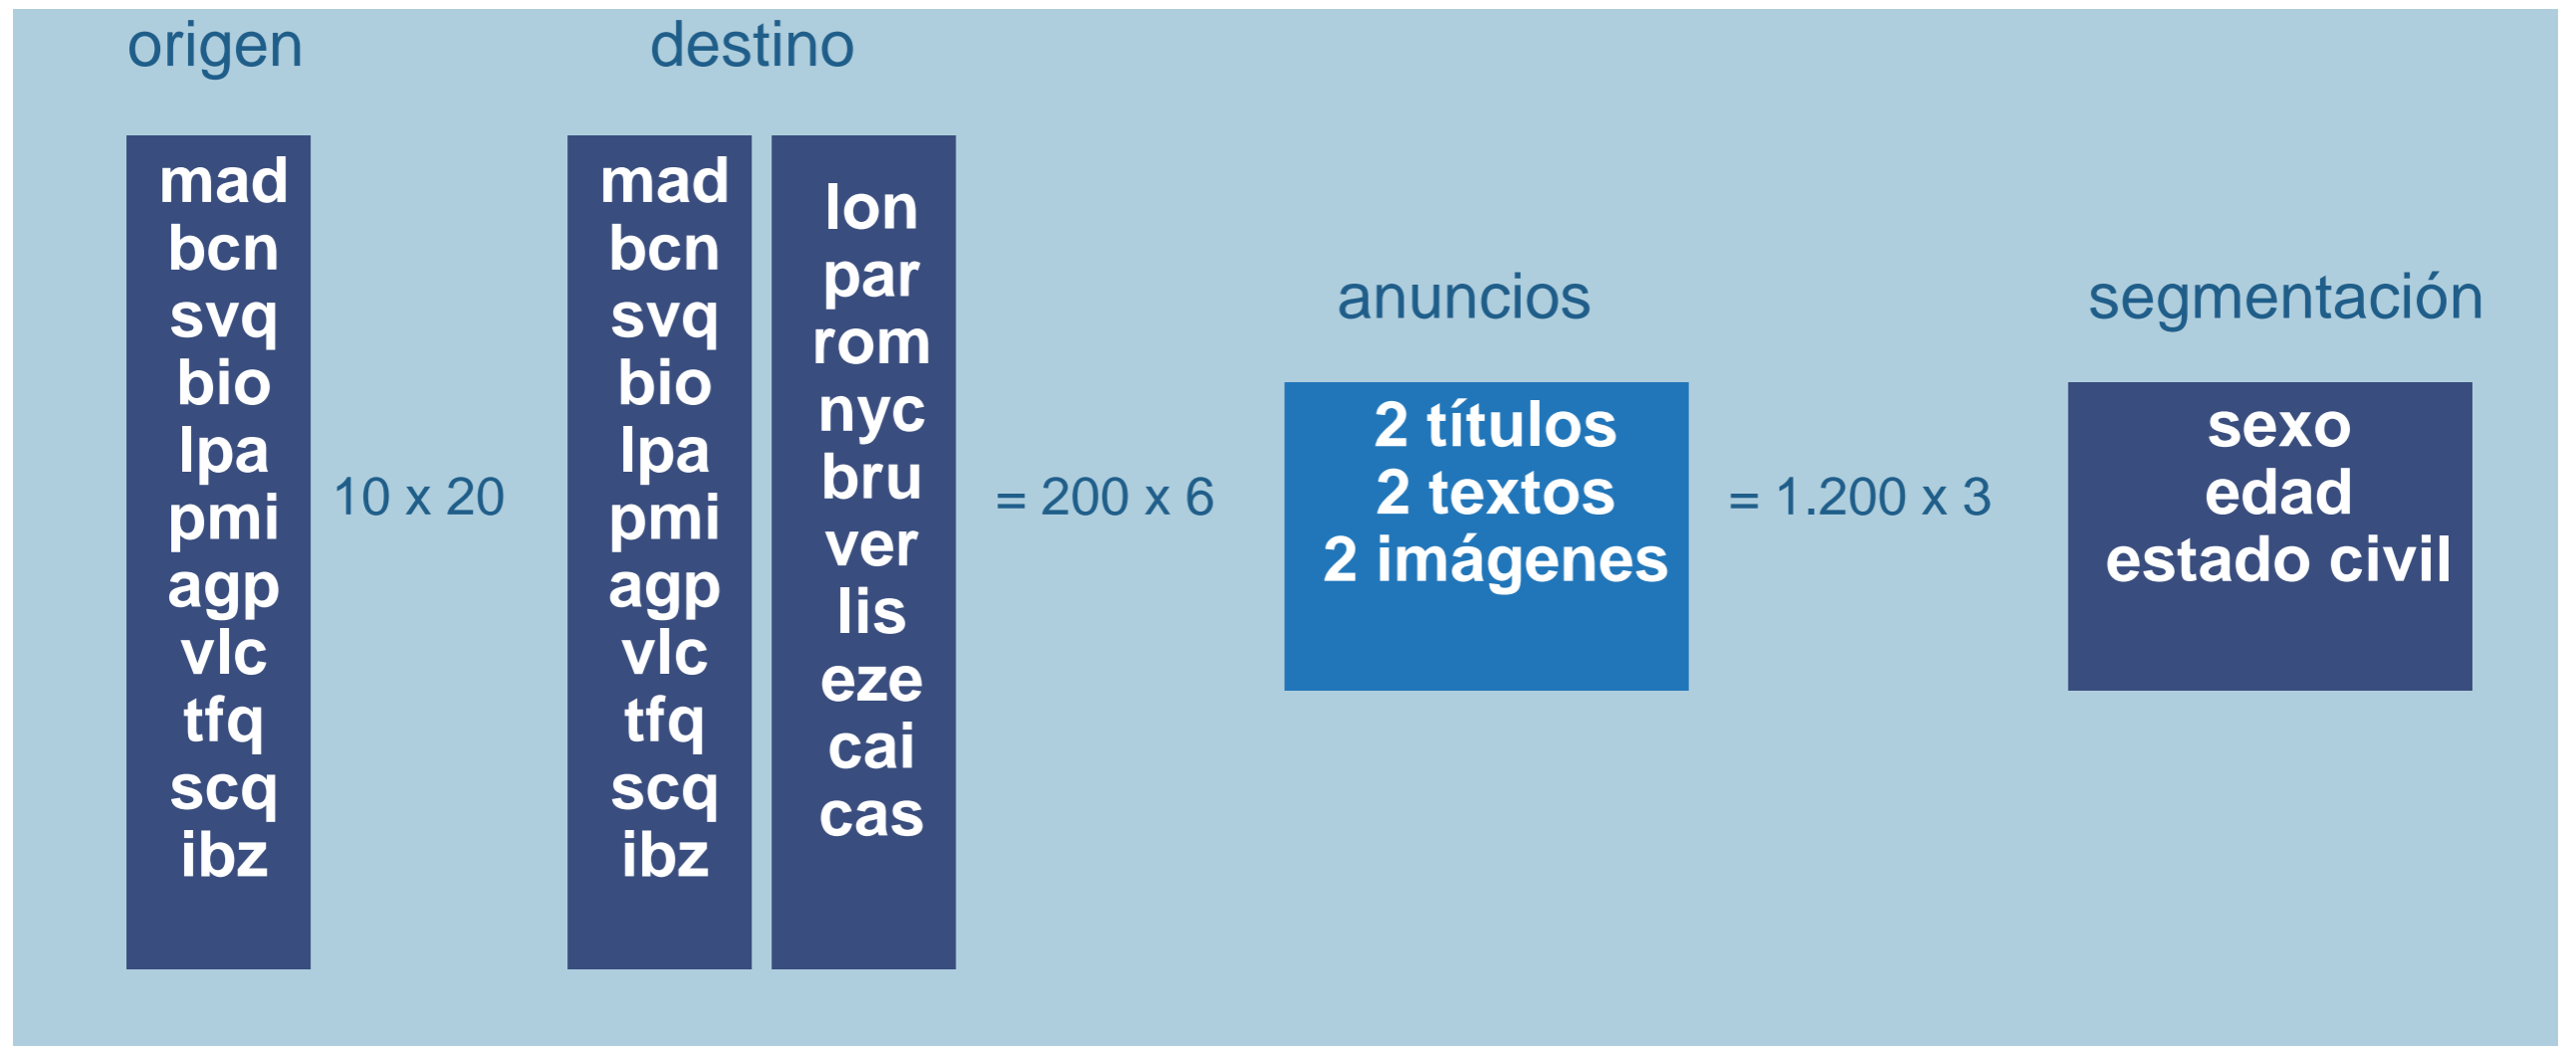 origen
mad
bcn
svq
bio
lpa
pmi
agp
vlc
tfq
scq
ibz
10 x 20
destino
mad
bcn
svq
bio
lpa
pmi
agp
vlc
tfq
scq
ibz
lon
par
rom
nyc
bru
ver
lis
eze
cai
cas
= 200 x 6
anuncios
2 títulos
2 textos
2 imágenes
= 1.200 x 3
segmentación
sexo
edad
estado civil